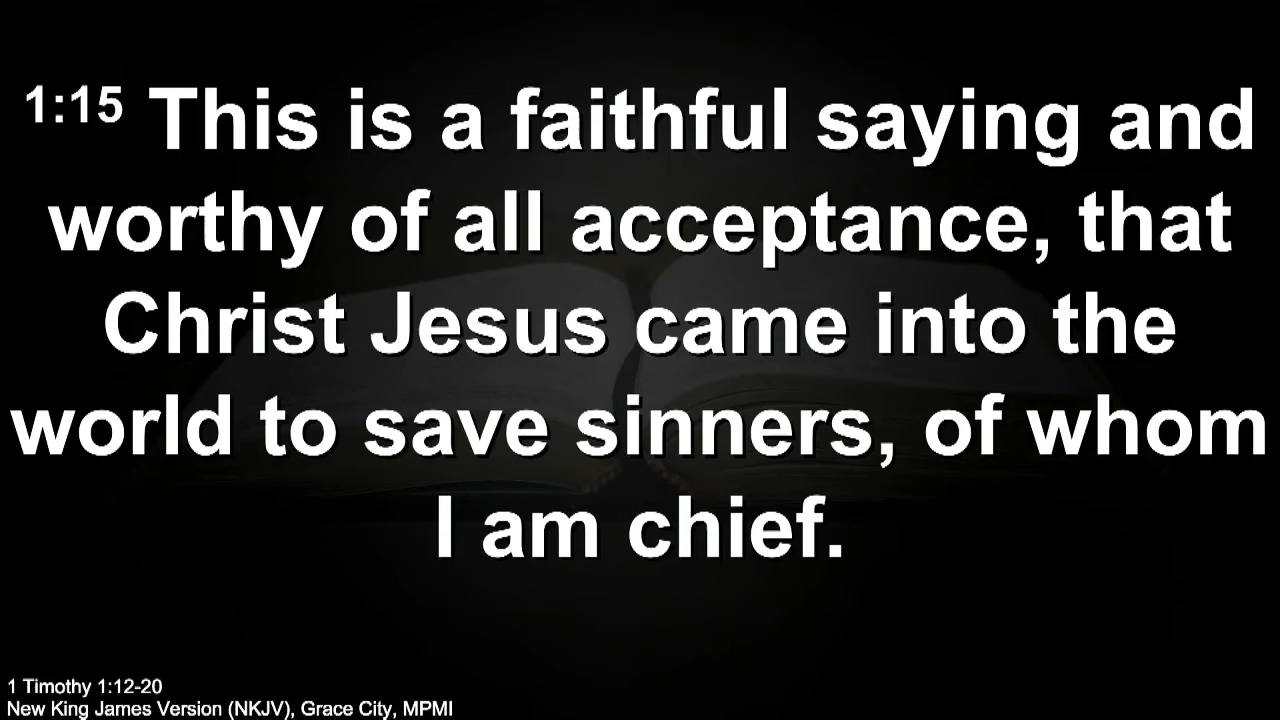 1:15 This is a faithful saying and
worthy of all acceptance, that
Christ Jesus came into the
world to save sinners, of whom
I am chief.
1 Timothy 1:12-20
New King James Version (NKJV), Grace City, MPMI